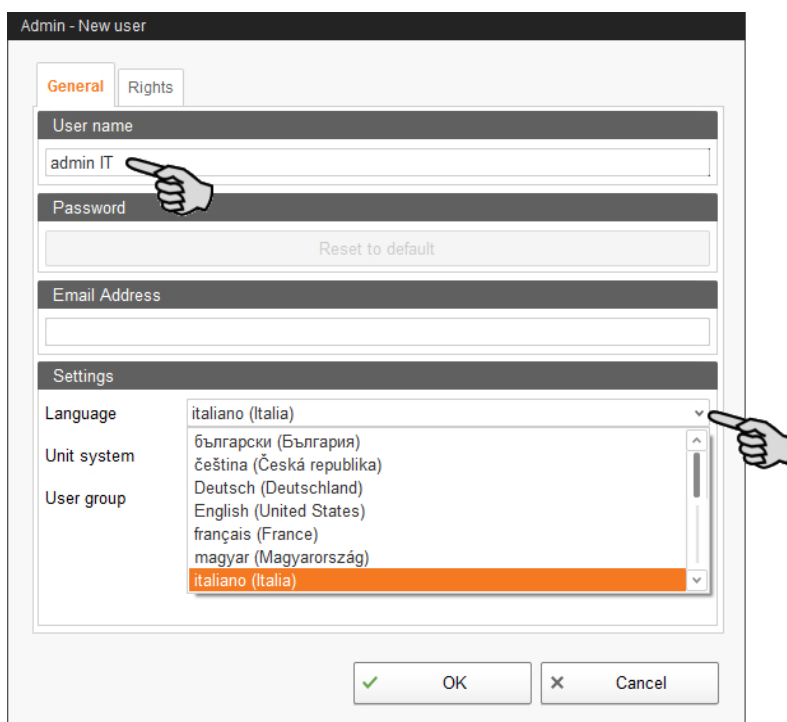 Admin - New user
General Rights
User name
admin IT
Password
Reset to default
Email Address
Settings
Language italiano (Italia)
български (България)
Unit system
čeština (Česká republika)
Deutsch (Deutschland)
User group
English (United States)
français (France)
magyar (Magyarország)
italiano (Italia)
OK Cancel